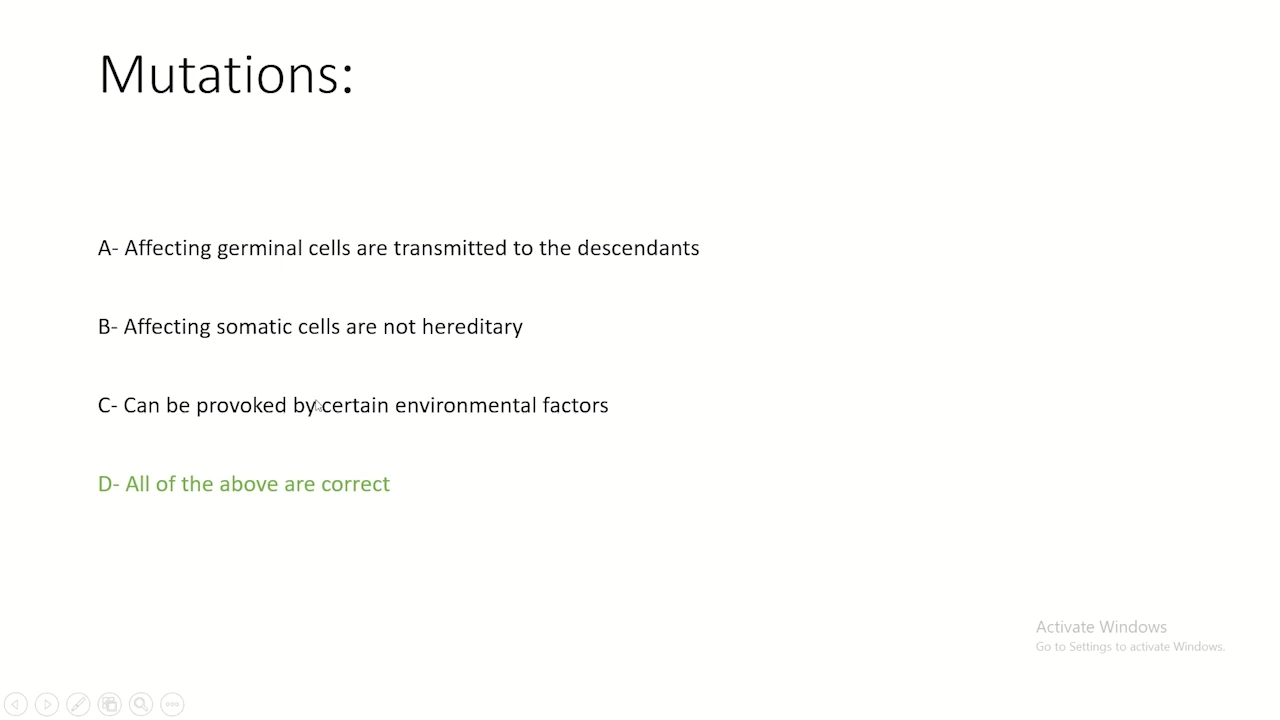 Mutations:
A- Affecting germinal cells are transmitted to the descendants
B- Affecting somatic cells are not hereditary
C- Can be provoked by certain environmental factors
D- All of the above are correct
Activate Windows
Go to Settings to activate Windows.